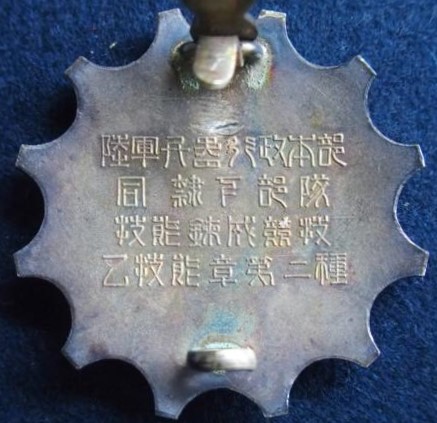 陸軍兵器行政本部
同隷下部隊
技能錬成競技
乙技能章第二種